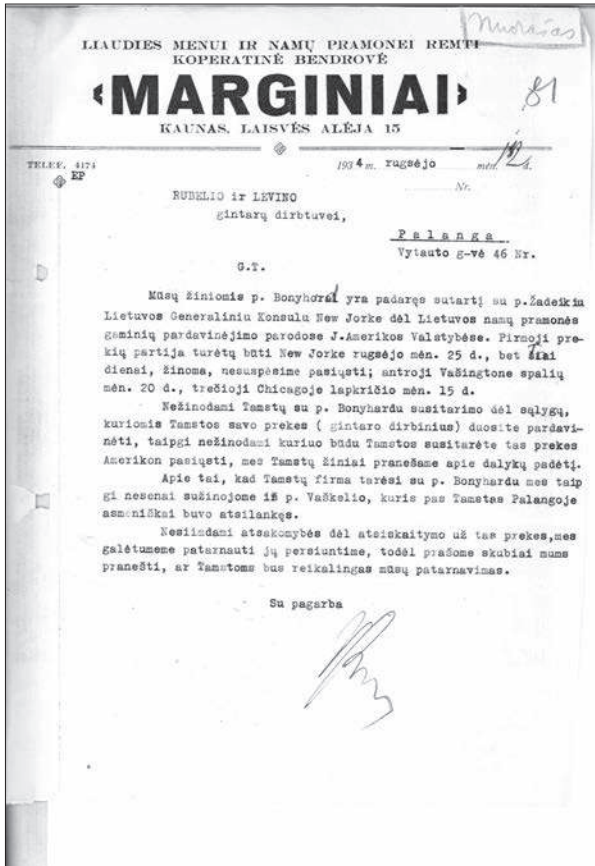 Nuorašas
LIAUDIES MENUI IR NAMŲ PRAMONEI REMTI
KOPERATINĖ BENDROVĖ
‹MARGINIAI›
81
KAUNAS, LAISVĖS ALĖJA 15
TELEF. 4174
1934 m. rugsėjo mėn. d.
EP
Nr.
RUBELIO ir LEVINO
gintarų dirbtuvei,
Palanga
Vytauto g-vė 46 Nr.
G.T.
Mūsų žiniomis p. Bonyhard yra padaręs sutartį su p.Žadeikiu
Lietuvos Generaliniu Konsulu New Jorke dėl Lietuvos namų pramonės
gaminių pardavinėjimo parodose J.Amerikos Valstybėse. Pirmoji pre-
kių partija turėtų būti New Jorke rugsėjo mėn. 25 d., bet šiai
dienai, žinoma, nesuspėsime pasiųsti; antroji Vašingtone spalių
mėn. 20 d., trečioji Chicagoje lapkričio mėn. 15 d.
Nežinodami Tamstų su p. Bonyhardu susitarimo dėl sąlygų,
kuriomis Tamstos savo prekes ( gintaro dirbinius) duosite pardavi-
nėti, taipgi nežinodami kuriuo būdu Tamstos susitarėte tas prekes
Amerikon pasiųsti, mes Tamstų žiniai pranešame apie dalykų padėtį.
Apie tai, kad Tamstų firma tarėsi su p. Bonyhardu mes taip
gi nesenai sužinojome iš p. Vaškelio, kuris pas Tamstas Palangoje
asmeniškai buvo atsilankęs.
Nesiimdami atsakomybės dėl atsiskaitymo už tas prekes,mes
galėtumeme patarnauti jų persiuntime, todėl prašome skubiai mums
pranešti, ar Tamstoms bus reikalingas mūsų patarnavimas.
Su pagarba